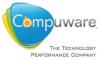 Compuware
THE TECHNOLOGY
PERFORMANCE COMPANY